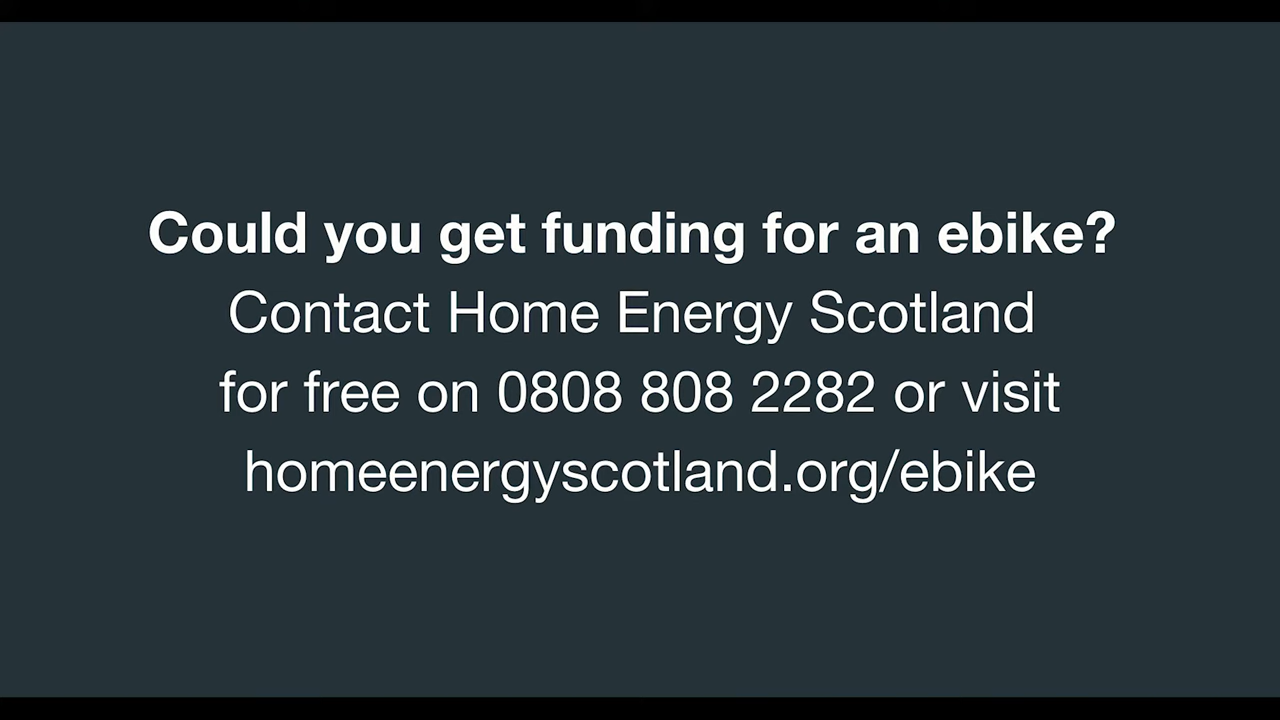 Could you get funding for an ebike?
Contact Home Energy Scotland
for free on 0808 808 2282 or visit
homeenergyscotland.org/ebike